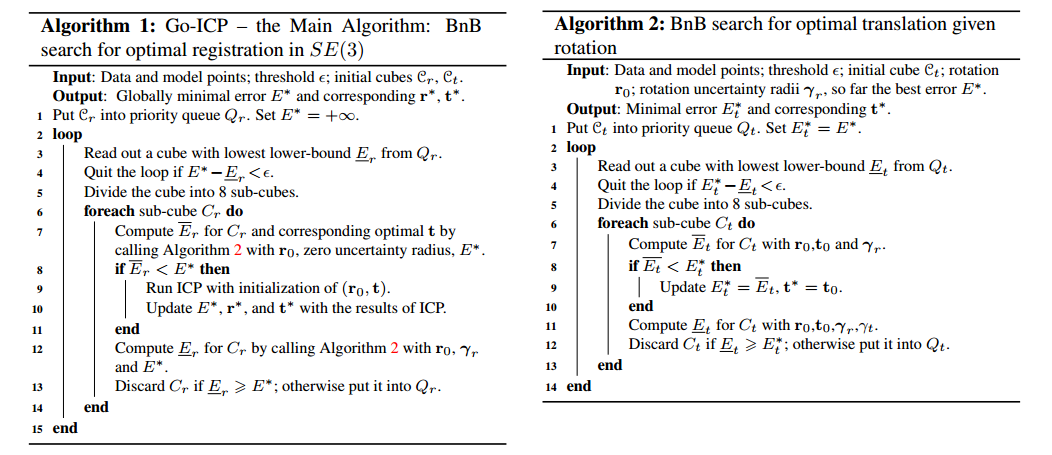 Algorithm 1: Go-ICP – the Main Algorithm: BnB
search for optimal registration in SE(3)
Input: Data and model points; threshold ϵ; initial cubes 𝒞r, 𝒞t.
Output: Globally minimal error E* and corresponding r*, t*.
1 Put 𝒞r into priority queue Qr. Set E* = +∞.
2 loop
3 Read out a cube with lowest lower-bound E̲r from Qr.
4 Quit the loop if E*−E̲r<ϵ.
5 Divide the cube into 8 sub-cubes.
6 foreach sub-cube Cr do
7 Compute E̅r for Cr and corresponding optimal t by
calling Algorithm 2 with r0, zero uncertainty radius, E*.
8 if E̅r < E* then
9 Run ICP with initialization of (r0, t).
10 Update E*, r*, and t* with the results of ICP.
11 end
12 Compute E̲r for Cr by calling Algorithm 2 with r0, γr
and E*.
13 Discard Cr if E̲r ⩾ E*; otherwise put it into Qr.
14 end
15 end
Algorithm 2: BnB search for optimal translation given
rotation
Input: Data and model points; threshold ϵ; initial cube 𝒞t; rotation
r0; rotation uncertainty radii γr, so far the best error E*.
Output: Minimal error Et* and corresponding t*.
1 Put 𝒞t into priority queue Qt. Set Et* = E*.
2 loop
3 Read out a cube with lowest lower-bound E̲t from Qt.
4 Quit the loop if Et*−E̲t<ϵ.
5 Divide the cube into 8 sub-cubes.
6 foreach sub-cube Ct do
7 Compute E̅t for Ct with r0,t0 and γr.
8 if E̅t < Et* then
9 Update Et* = E̅t, t* = t0.
10 end
11 Compute E̲t for Ct with r0,t0,γr,γt.
12 Discard Ct if E̲t ⩾ Et*; otherwise put it into Qt.
13 end
14 end